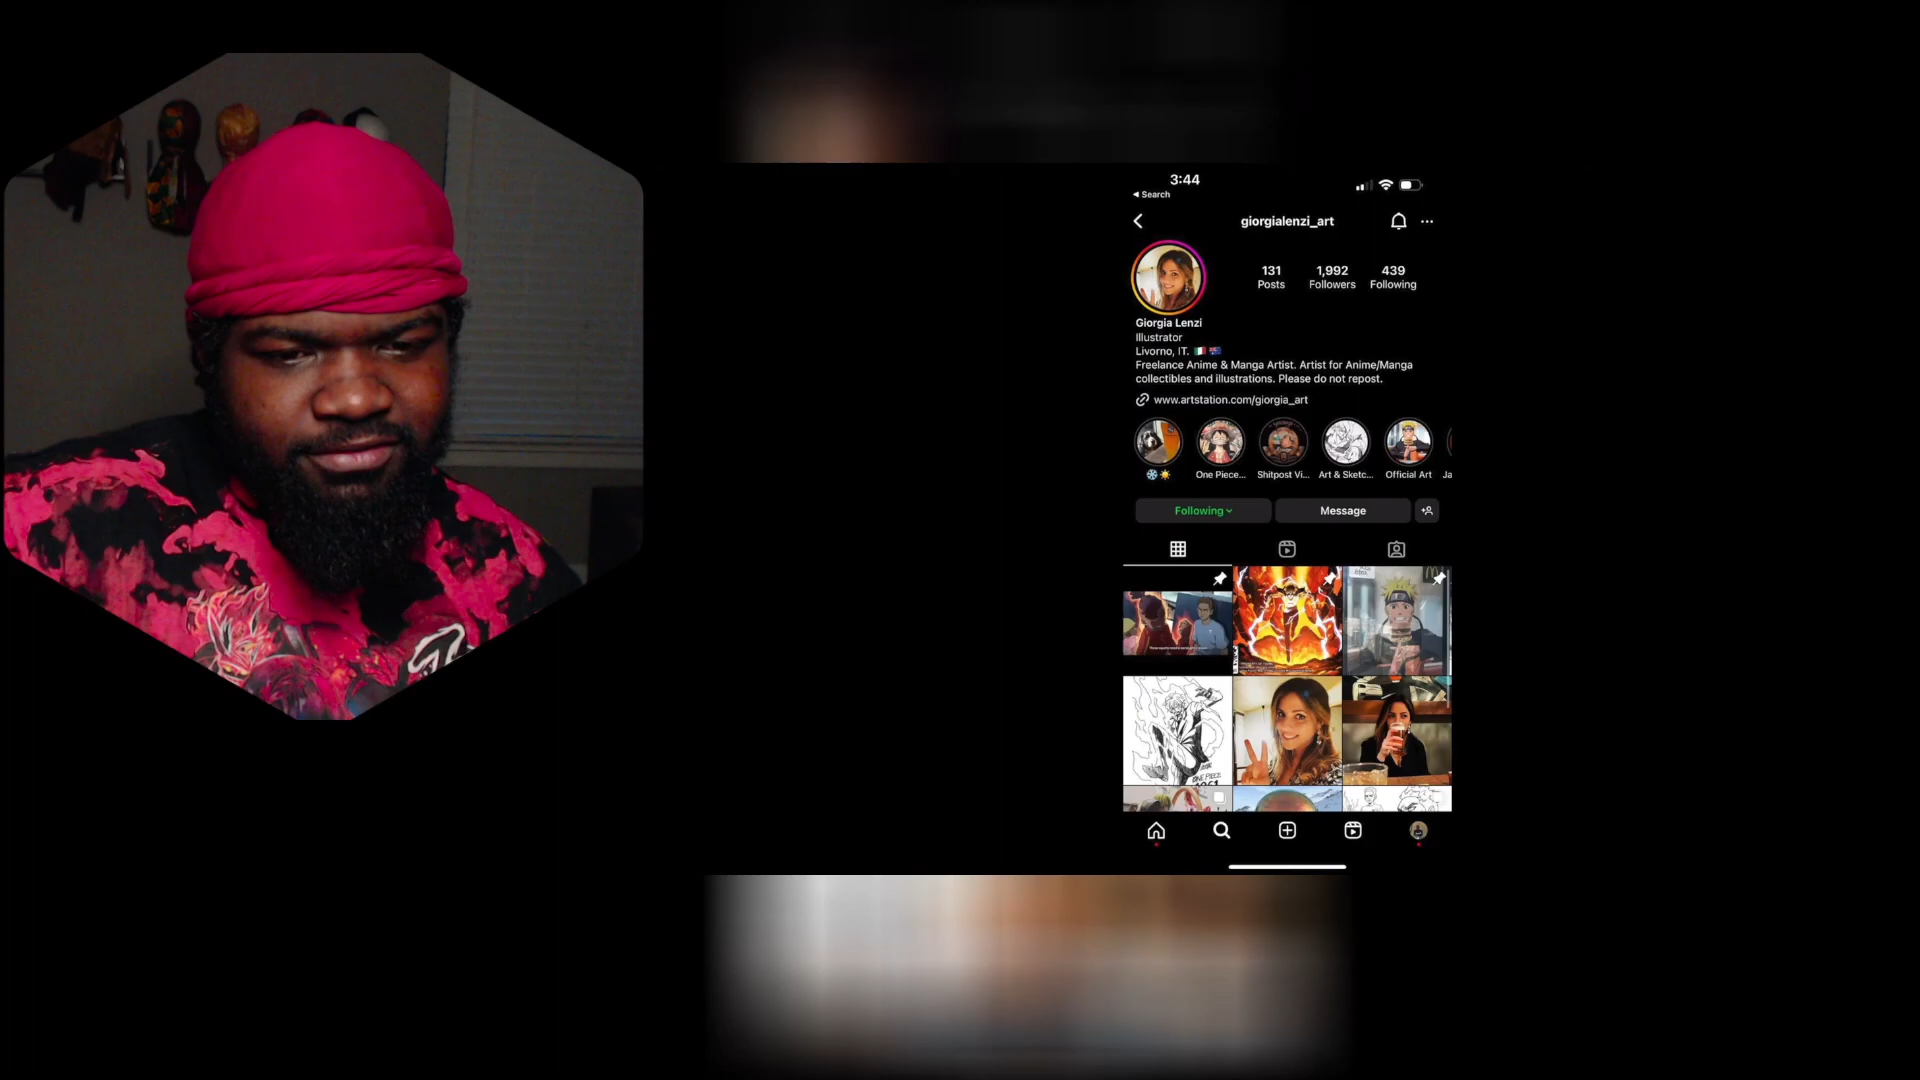 3:44
Search
giorgialenzi_art
131
Posts
1,992
Followers
439
Following
Giorgia Lenzi
Illustrator
Livorno, IT.
Freelance Anime & Manga Artist. Artist for Anime/Manga
collectibles and illustrations. Please do not repost.
www.artstation.com/giorgia_art
One Piece...
Shitpost Vi...
Art & Sketc...
Official Art
Ja
Following
Message
ONE PIECE